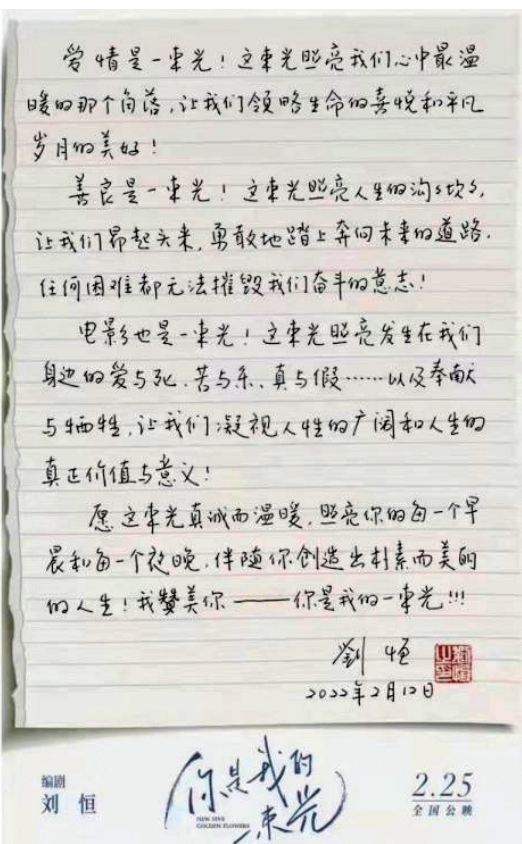 爱情是一束光！这束光照亮我们心中最温
暖的那个角落，让我们领略生命的喜悦和平凡
岁月的美好！
善良是一束光！这束光照亮人生的沟沟坎坎，
让我们昂起头来，勇敢地踏上奔向未来的道路，
任何困难都无法摧毁我们奋斗的意志！
电影也是一束光！这束光照亮发生在我们
身边的爱与死、苦与乐、真与假……以及奉献
与牺牲，让我们凝视人性的广阔和人生的
真正价值与意义！
愿这束光真诚而温暖，照亮你的每一个早
晨和每一个夜晚，伴随你创造出朴素而美的
的人生！我赞美你——你是我的一束光!!!
劉恒
2022年2月12日
编剧
刘恒
你是我的
一束光
NEW FIVE
GOLDEN FLOWERS
2.25
全国公映